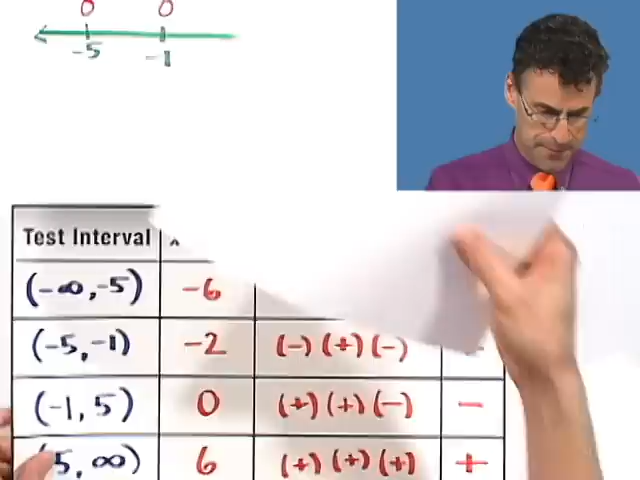 0 0
-5 -1
Test Interval
(-∞,-5) -6
(-5,-1) -2 (-)(+)(-)
(-1,5) 0 (+)(+)(-) -
(5,∞) 6 (+)(+)(+) +